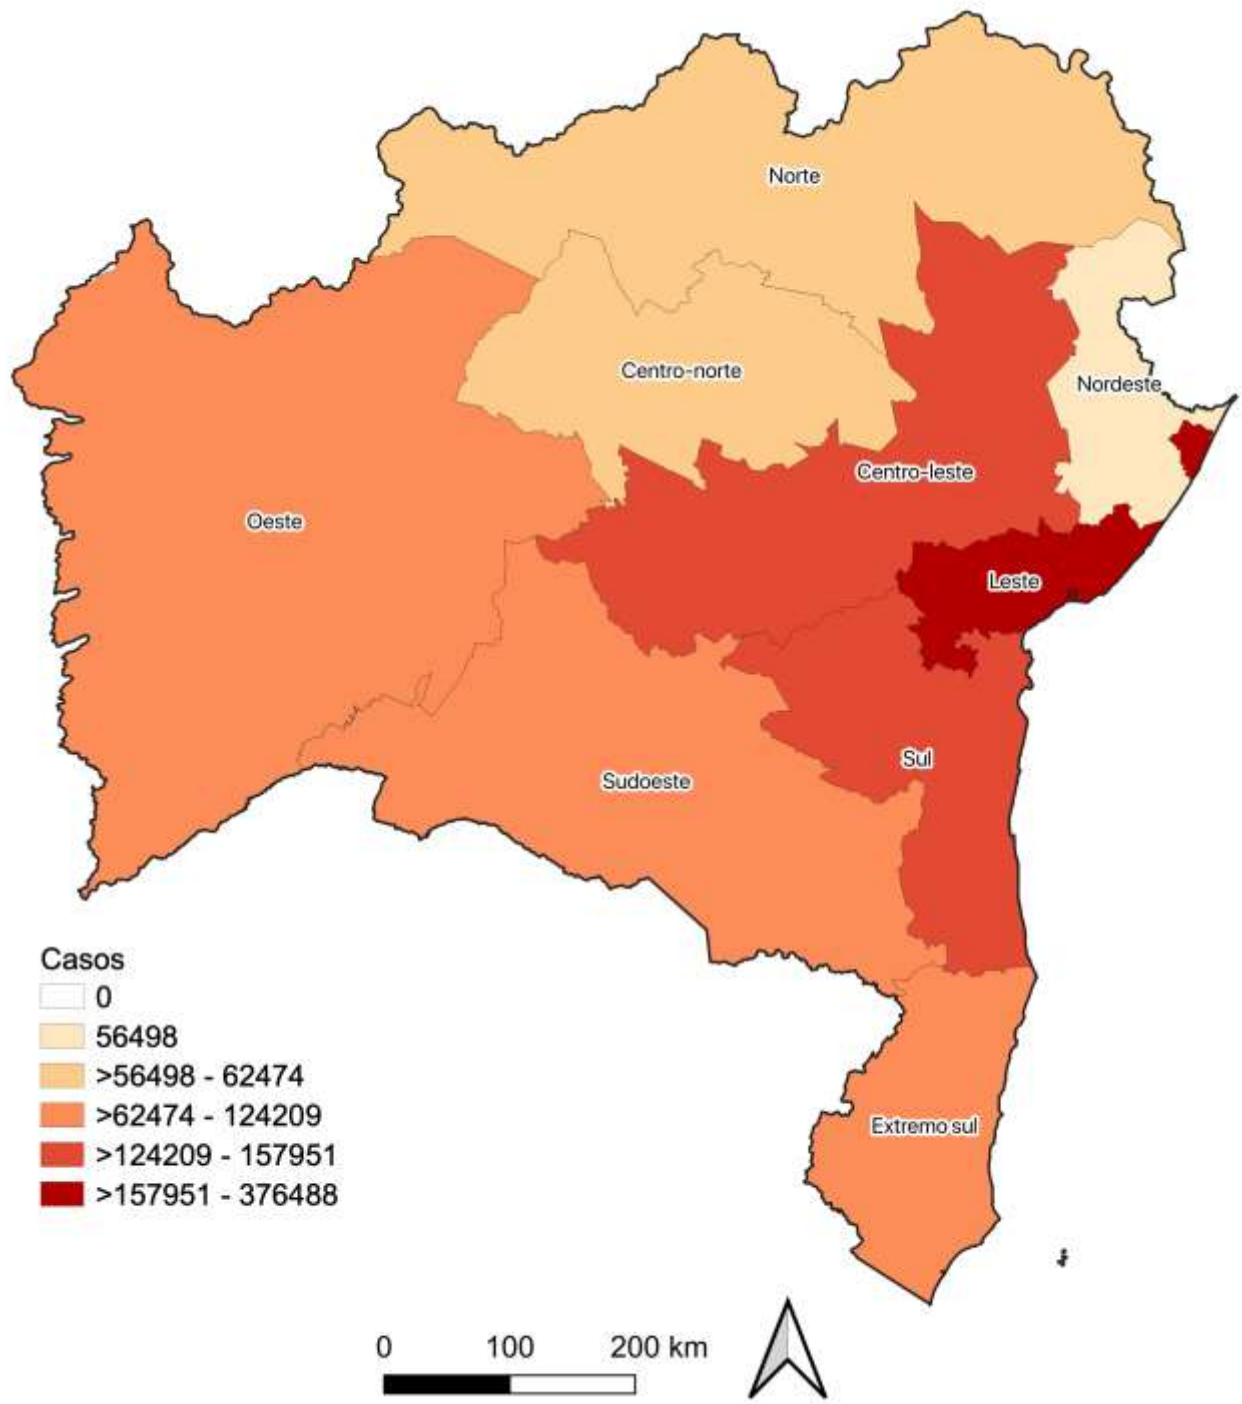 Norte
Centro-norte
Nordeste
Centro-leste
Oeste
Leste
Sul
Sudoeste
Casos
0
56498
>56498 - 62474
>62474 - 124209
>124209 - 157951
>157951 - 376488
Extremo sul
0 100 200 km